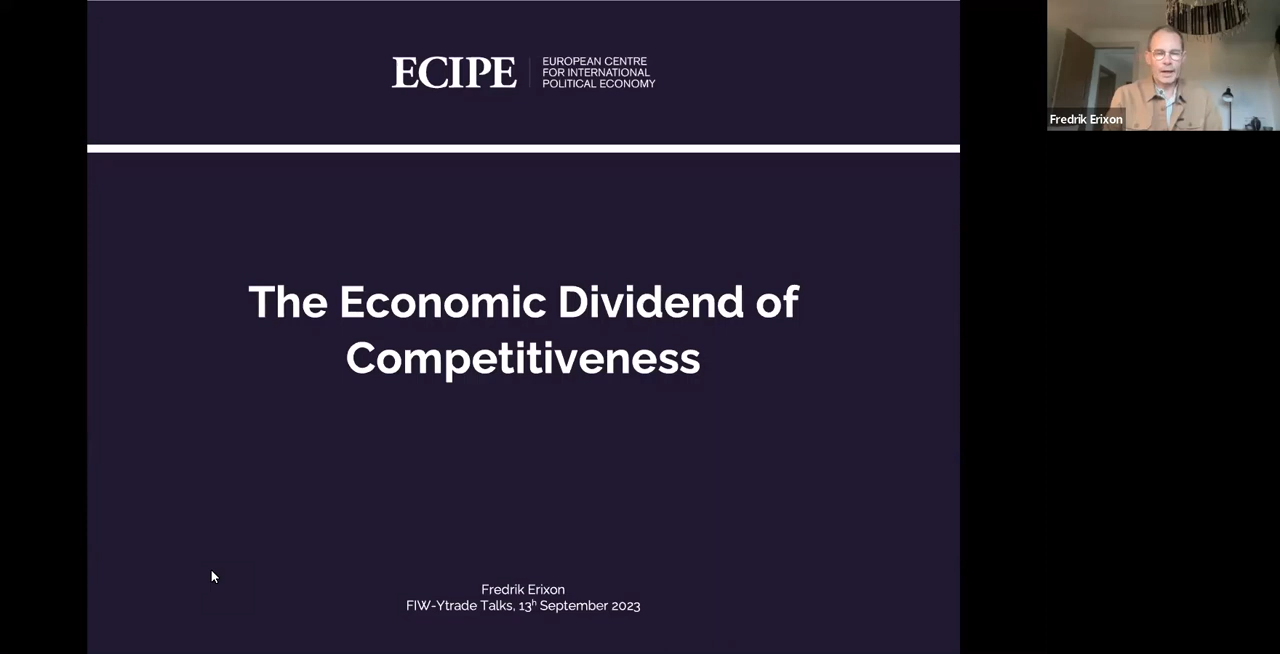 ECIPE
EUROPEAN CENTRE
FOR INTERNATIONAL
POLITICAL ECONOMY
Fredrik Erixon
The Economic Dividend of
Competitiveness
Fredrik Erixon
FIW-Ytrade Talks, 13h September 2023